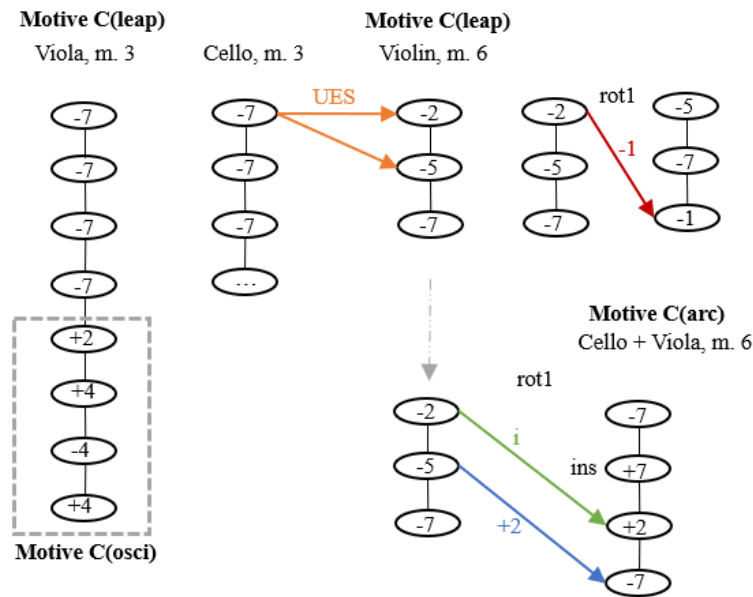 Motive C(leap)
Viola, m. 3
Cello, m. 3
Motive C(leap)
Violin, m. 6
-7
-7
-7
-7
+2
+4
-4
+4
Motive C(osci)
-7
-7
-7
...
UES
-2
-5
-7
-2
-5
-7
rot1
-1
-5
-7
-1
Motive C(arc)
Cello + Viola, m. 6
rot1
-2
-5
-7
i
+2
ins
-7
+7
+2
-7